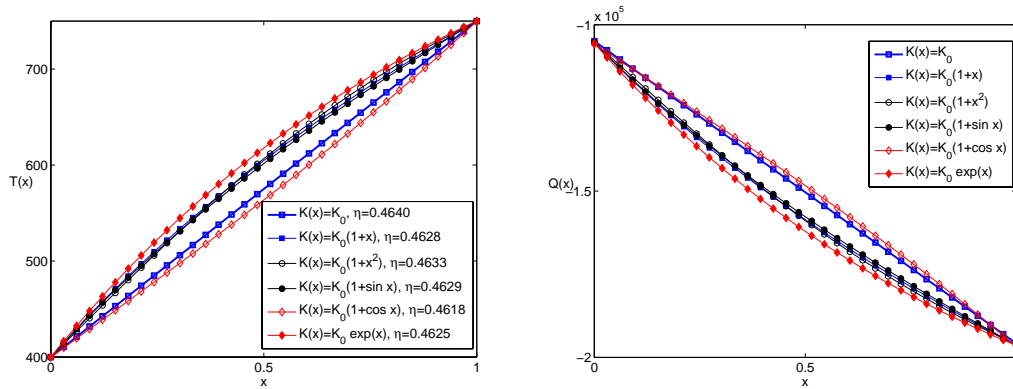 700
600
T(x)
500
400
0
0.5
1
x
K(x)=K0, η=0.4640
K(x)=K0(1+x), η=0.4628
K(x)=K0(1+x²), η=0.4633
K(x)=K0(1+sin x), η=0.4629
K(x)=K0(1+cos x), η=0.4618
K(x)=K0 exp(x), η=0.4625
x 10⁵
−1
Q(x)
−1.5
−2
0
0.5
x
K(x)=K0
K(x)=K0(1+x)
K(x)=K0(1+x²)
K(x)=K0(1+sin x)
K(x)=K0(1+cos x)
K(x)=K0 exp(x)